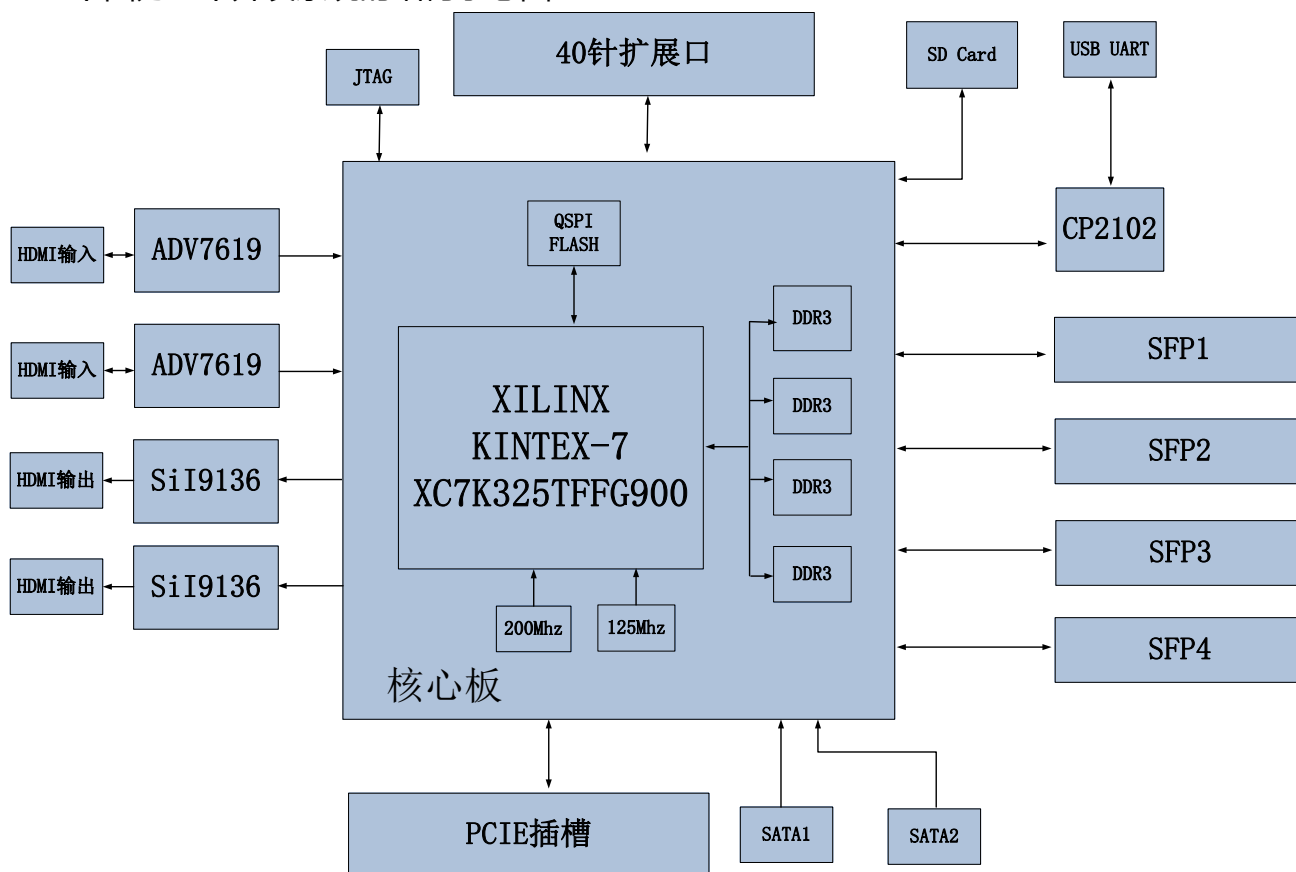 40针扩展口
JTAG
SD Card
USB UART
QSPI
FLASH
CP2102
HDMI输入
ADV7619
DDR3
SFP1
HDMI输入
ADV7619
XILINX
KINTEX-7
XC7K325TFFG900
DDR3
SFP2
HDMI输出
SiI9136
DDR3
SFP3
HDMI输出
SiI9136
DDR3
200Mhz
125Mhz
SFP4
核心板
PCIE插槽
SATA1
SATA2